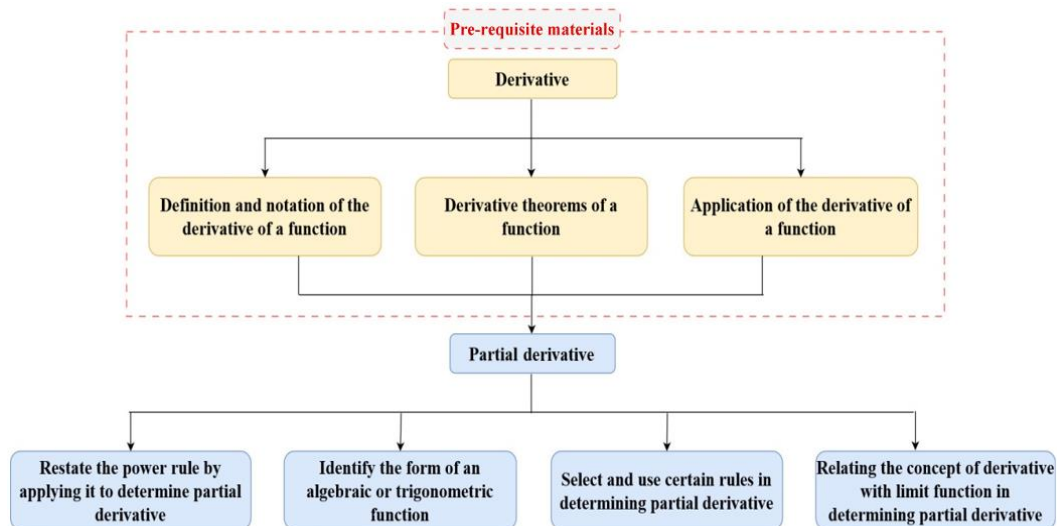 Pre-requisite materials
Derivative
Definition and notation of the
derivative of a function
Derivative theorems of a
function
Application of the derivative of
a function
Partial derivative
Restate the power rule by
applying it to determine partial
derivative
Identify the form of an
algebraic or trigonometric
function
Select and use certain rules in
determining partial derivative
Relating the concept of derivative
with limit function in
determining partial derivative